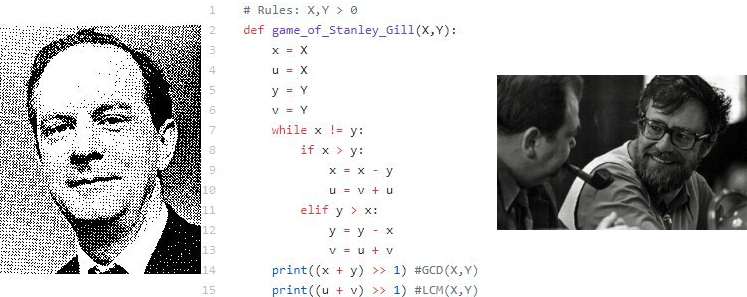 1 # Rules: X,Y > 0
2 def game_of_Stanley_Gill(X,Y):
3 x = X
4 u = X
5 y = Y
6 v = Y
7 while x != y:
8 if x > y:
9 x = x - y
10 u = v + u
11 elif y > x:
12 y = y - x
13 v = u + v
14 print((x + y) >> 1) #GCD(X,Y)
15 print((u + v) >> 1) #LCM(X,Y)